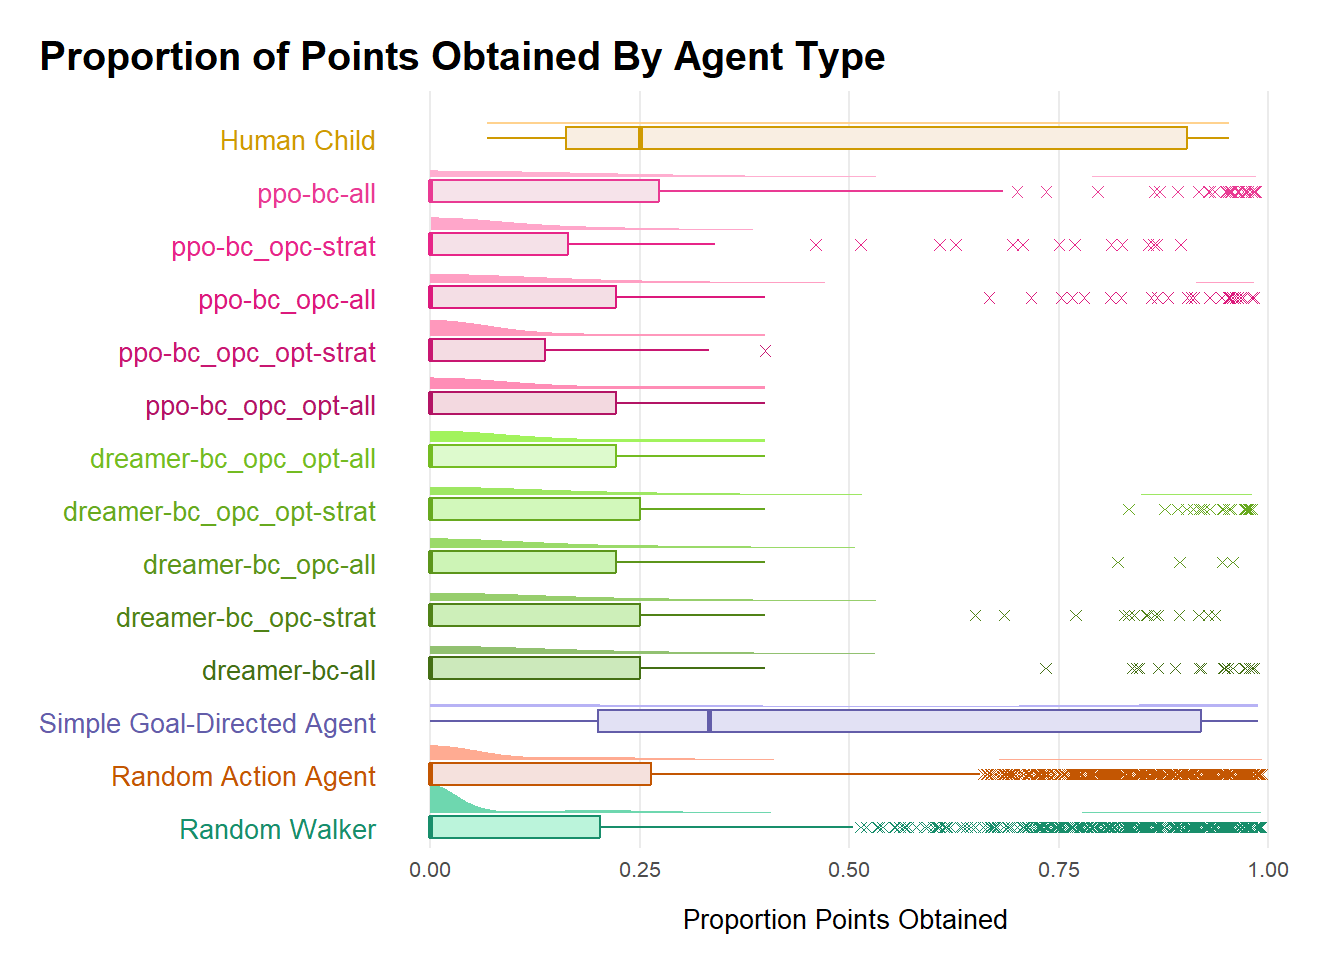 Proportion of Points Obtained By Agent Type
Human Child
ppo-bc-all
ppo-bc_opc-strat
ppo-bc_opc-all
ppo-bc_opc_opt-strat
ppo-bc_opc_opt-all
dreamer-bc_opc_opt-all
dreamer-bc_opc_opt-strat
dreamer-bc_opc-all
dreamer-bc_opc-strat
dreamer-bc-all
Simple Goal-Directed Agent
Random Action Agent
Random Walker
0.00 0.25 0.50 0.75 1.00
Proportion Points Obtained